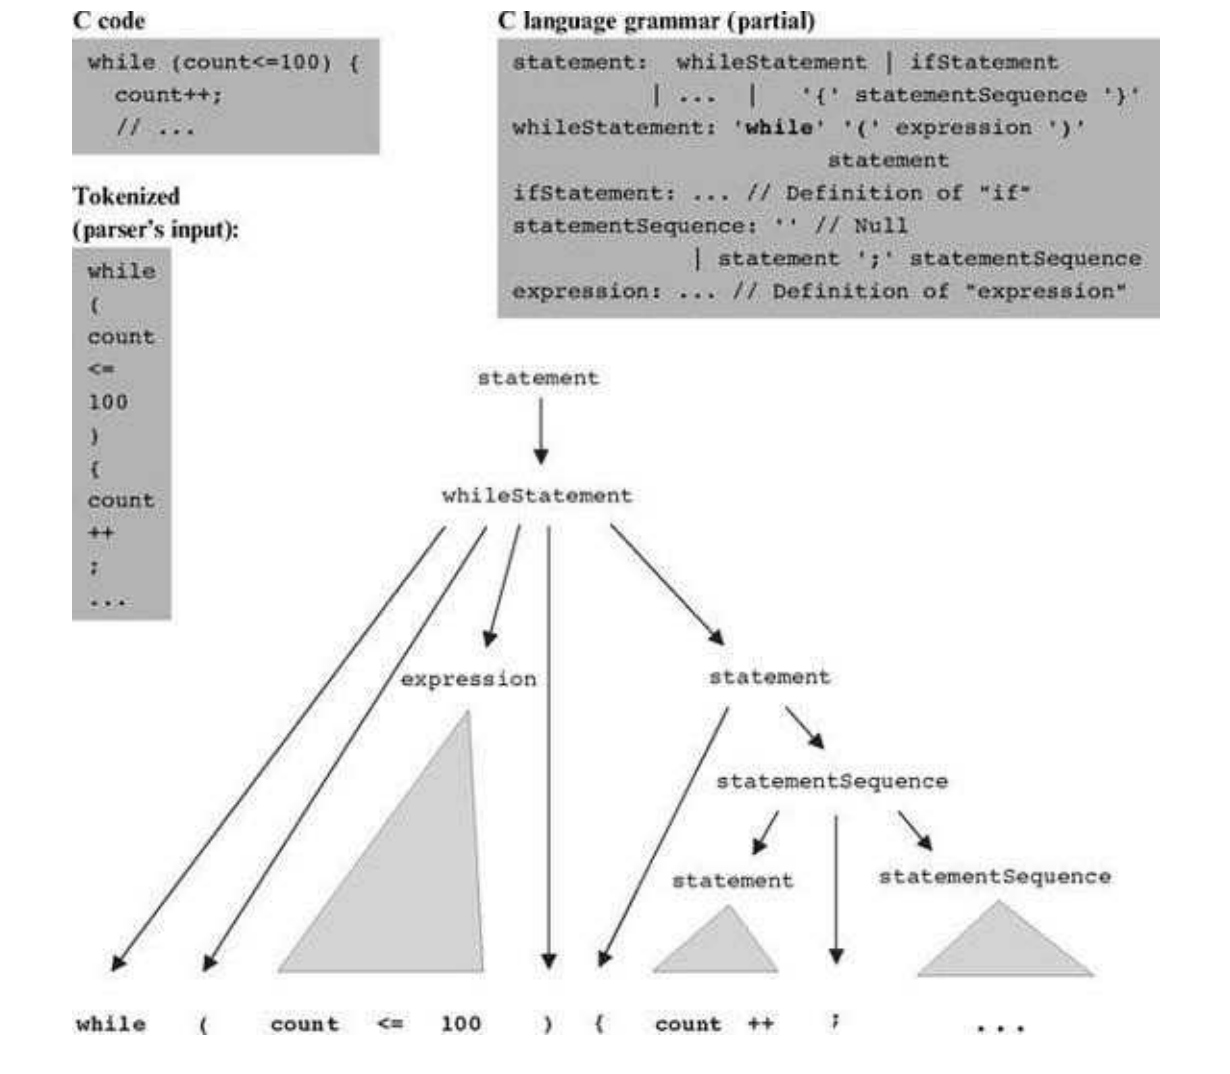 C code
while (count<=100) {
count++;
// ...
Tokenized
(parser's input):
while
(
count
<=
100
)
{
count
++
;
...
C language grammar (partial)
statement: whileStatement | ifStatement
| ... | '{' statementSequence '}'
whileStatement: 'while' '(' expression ')'
statement
ifStatement: ... // Definition of "if"
statementSequence: '' // Null
| statement ';' statementSequence
expression: ... // Definition of "expression"
statement
whileStatement
expression statement
statementSequence
statement statementSequence
while ( count <= 100 ) { count ++ ; ...